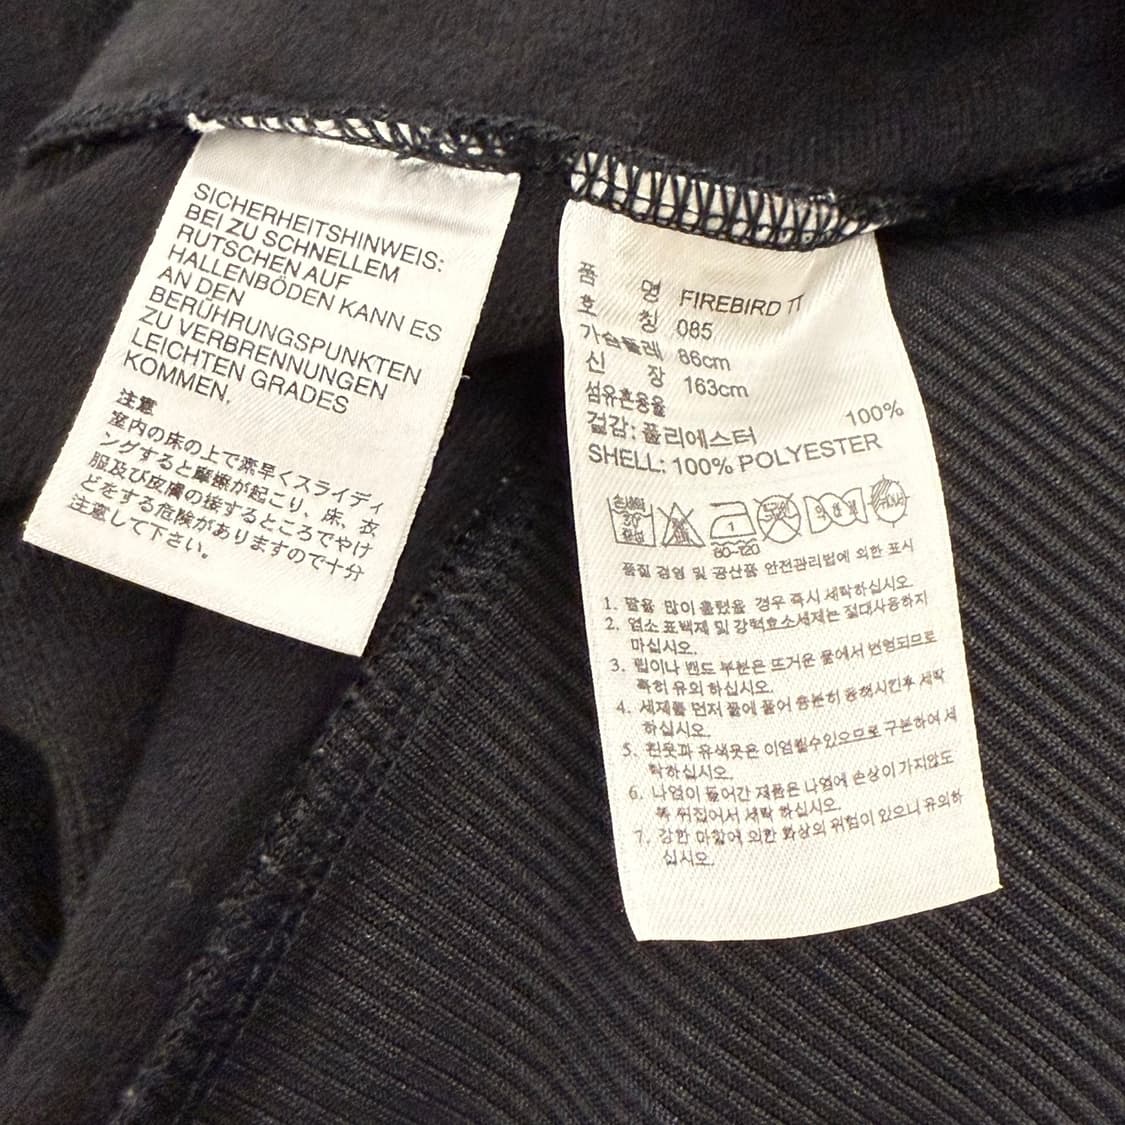 SICHERHEITSHINWEIS:
BEI ZU SCHNELLEM
RUTSCHEN AUF
HALLENBÖDEN KANN ES
AN DEN
BERÜHRUNGSPUNKTEN
ZU VERBRENNUNGEN
LEICHTEN GRADES
KOMMEN.
注意
室内の床の上で素早くスライディ
ングすると摩擦が起こり、床、衣
服及び皮膚の接するところでやけ
どをする危険がありますので十分
注意して下さい。
품 명 FIREBIRD TT
호 칭 085
가슴둘레 86cm
신 장 163cm
섬유혼용율
겉감: 폴리에스터 100%
SHELL: 100% POLYESTER
손세탁
30°
중성
1
80~120
드라이
품질 경영 및 공산품 안전관리법에 의한 표시
1. 땀을 많이 흘렸을 경우 즉시 세탁하십시오.
2. 염소 표백제 및 강력효소세제는 절대사용하지
마십시오.
3. 립이나 밴드 부분은 뜨거운 물에서 변형되므로
특히 유의 하십시오.
4. 세제를 먼저 물에 풀어 충분히 용해시킨후 세탁
하십시오.
5. 흰옷과 유색옷은 이염될수있으므로 구분하여 세
탁하십시오.
6. 나염이 들어간 제품은 나염에 손상이 가지않도
록 뒤집어서 세탁 하십시오.
7. 강한 마찰에 의한 화상의 위험이 있으니 유의하
십시오.